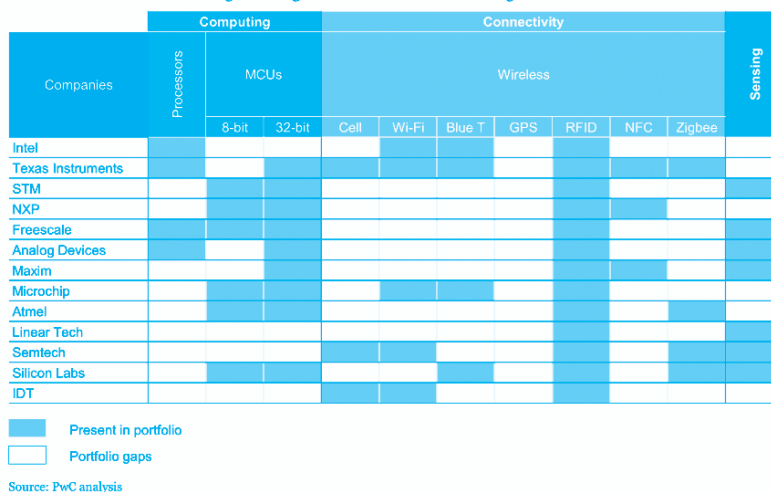 Computing Connectivity
Companies Processors MCUs Wireless Sensing
8-bit 32-bit Cell Wi-Fi Blue T GPS RFID NFC Zigbee
Intel
Texas Instruments
STM
NXP
Freescale
Analog Devices
Maxim
Microchip
Atmel
Linear Tech
Semtech
Silicon Labs
IDT
Present in portfolio
Portfolio gaps
Source: PwC analysis